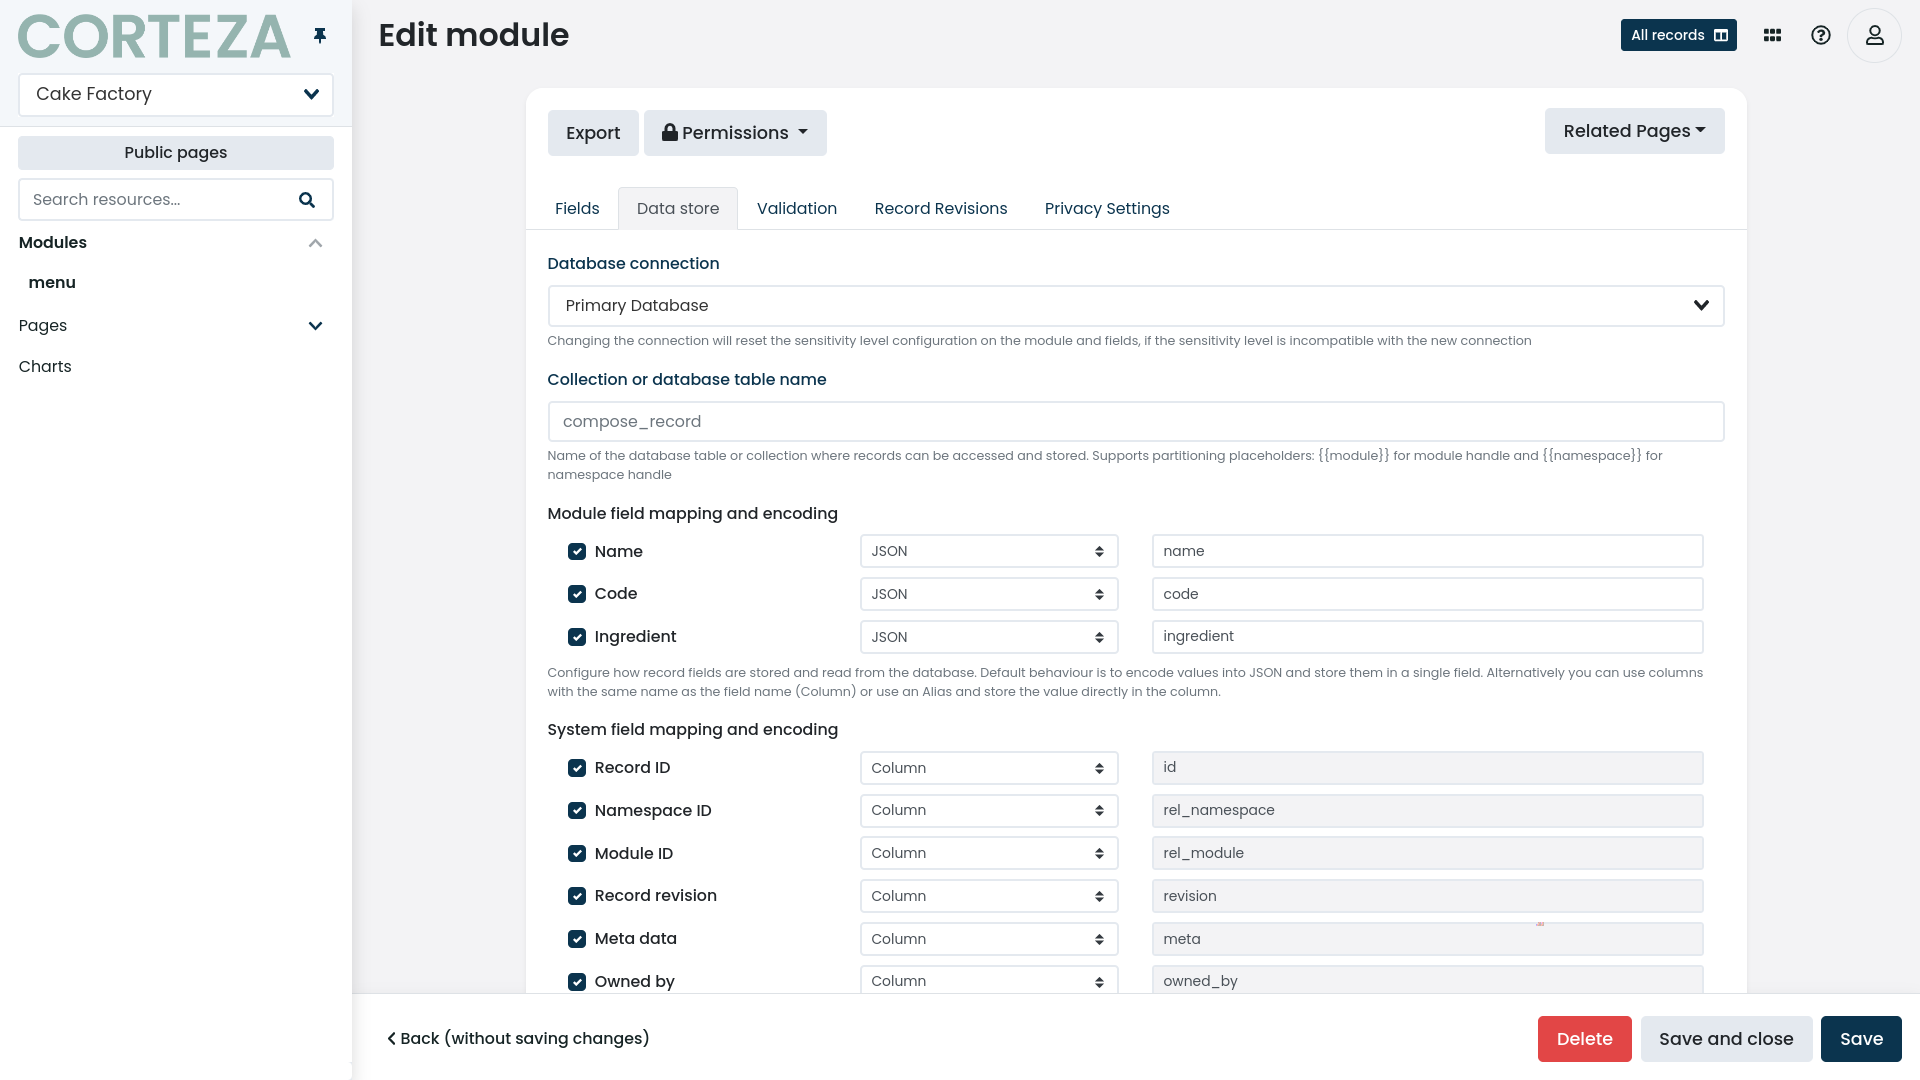 CORTEZA
Edit module
All records
Cake Factory
Public pages
Search resources...
Modules
menu
Pages
Charts
Export
Permissions
Related Pages
Fields
Data store
Validation
Record Revisions
Privacy Settings
Database connection
Primary Database
Changing the connection will reset the sensitivity level configuration on the module and fields, if the sensitivity level is incompatible with the new connection
Collection or database table name
compose_record
Name of the database table or collection where records can be accessed and stored. Supports partitioning placeholders: {{module}} for module handle and {{namespace}} for
namespace handle
Module field mapping and encoding
Name JSON name
Code JSON code
Ingredient JSON ingredient
Configure how record fields are stored and read from the database. Default behaviour is to encode values into JSON and store them in a single field. Alternatively you can use columns
with the same name as the field name (Column) or use an Alias and store the value directly in the column.
System field mapping and encoding
Record ID Column id
Namespace ID Column rel_namespace
Module ID Column rel_module
Record revision Column revision
Meta data Column meta
Owned by Column owned_by
Back (without saving changes)
Delete
Save and close
Save